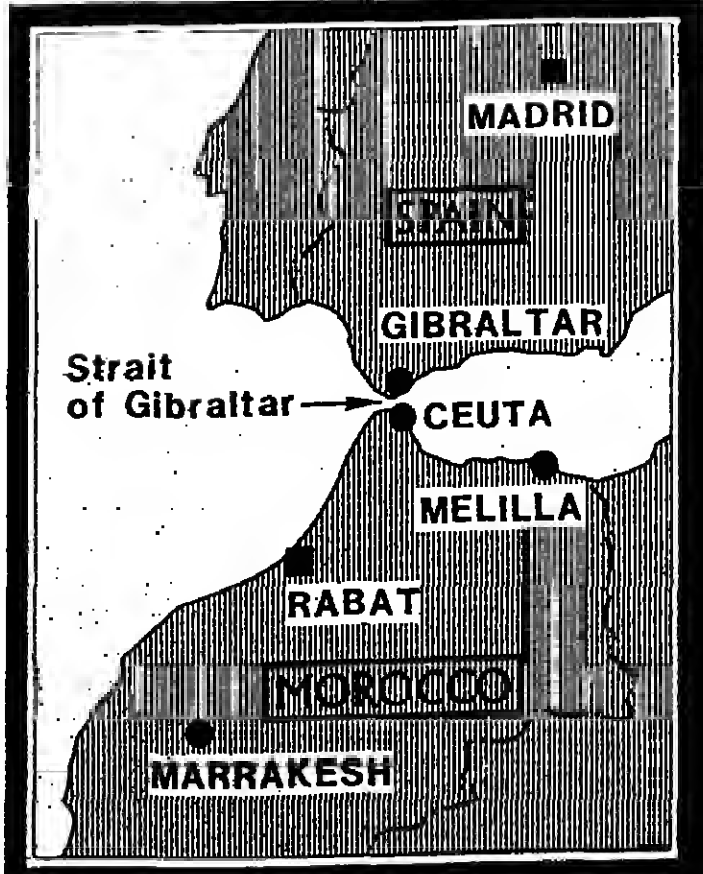 MADRID
SPAIN
GIBRALTAR
Strait
of Gibraltar
CEUTA
MELILLA
RABAT
MOROCCO
MARRAKESH